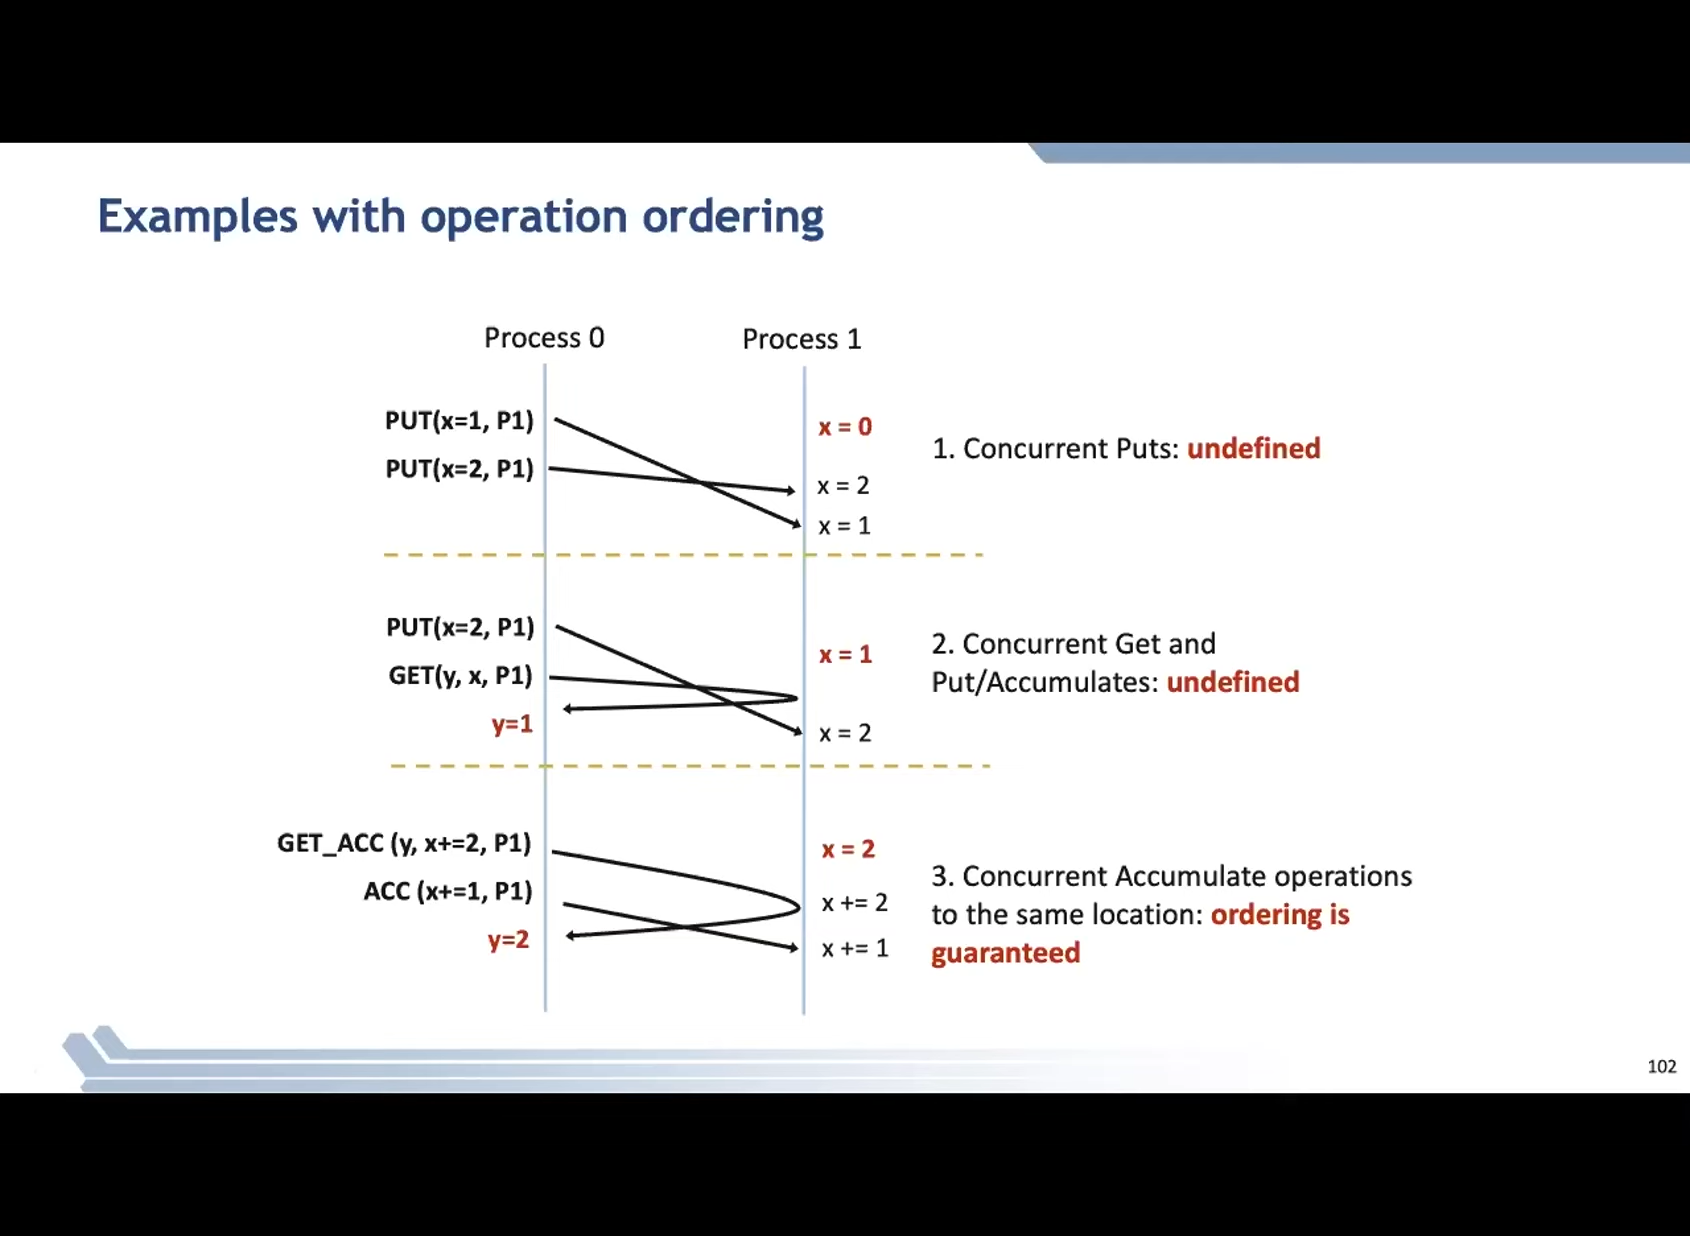 Examples with operation ordering
Process 0
Process 1
PUT(x=1, P1)
PUT(x=2, P1)
x = 0
x = 2
x = 1
1. Concurrent Puts: undefined
PUT(x=2, P1)
GET(y, x, P1)
y=1
x = 1
x = 2
2. Concurrent Get and
Put/Accumulates: undefined
GET_ACC (y, x+=2, P1)
ACC (x+=1, P1)
y=2
x = 2
x += 2
x += 1
3. Concurrent Accumulate operations
to the same location: ordering is
guaranteed
102